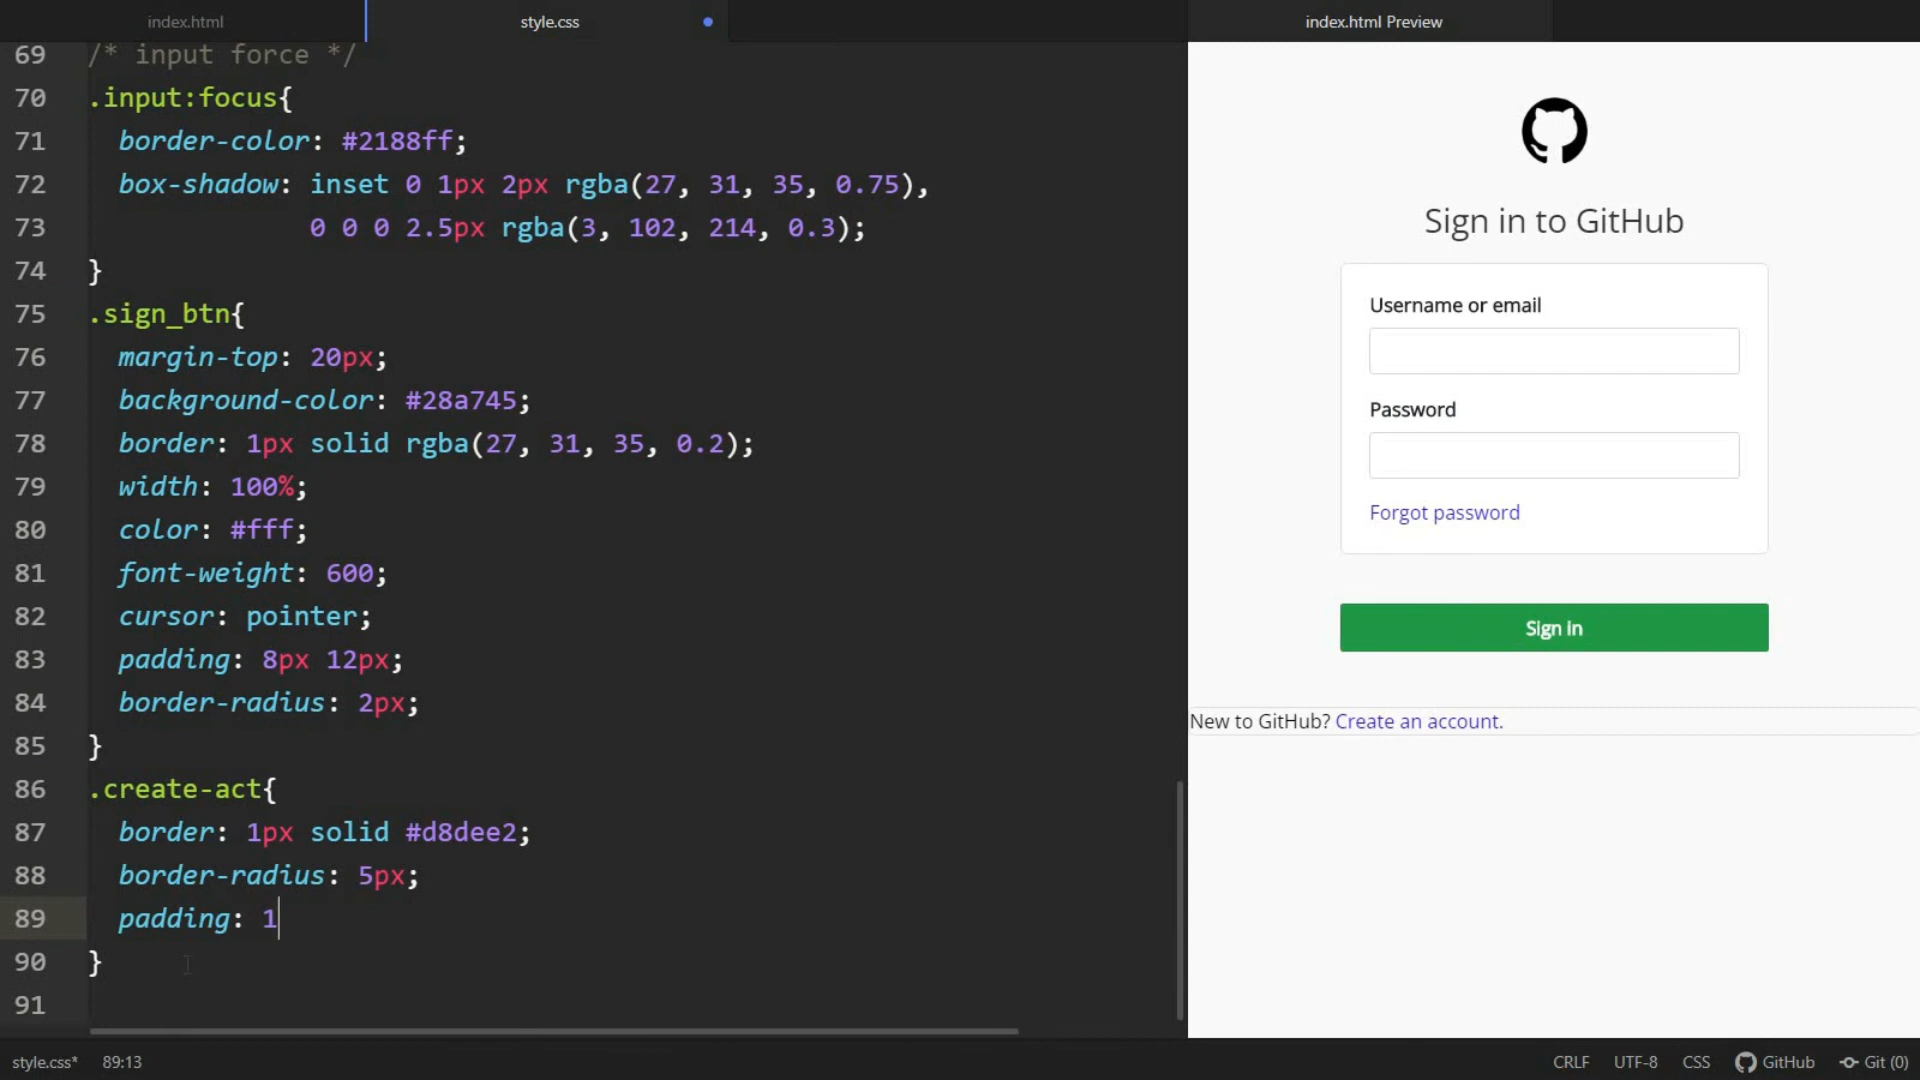 index.html
style.css
index.html Preview
69 /* input force */
70 .input:focus{
71 border-color: #2188ff;
72 box-shadow: inset 0 1px 2px rgba(27, 31, 35, 0.75),
73 0 0 0 2.5px rgba(3, 102, 214, 0.3);
74 }
75 .sign_btn{
76 margin-top: 20px;
77 background-color: #28a745;
78 border: 1px solid rgba(27, 31, 35, 0.2);
79 width: 100%;
80 color: #fff;
81 font-weight: 600;
82 cursor: pointer;
83 padding: 8px 12px;
84 border-radius: 2px;
85 }
86 .create-act{
87 border: 1px solid #d8dee2;
88 border-radius: 5px;
89 padding: 1
90 }
91
Sign in to GitHub
Username or email
Password
Forgot password
Sign in
New to GitHub? Create an account.
style.css* 89:13
CRLF UTF-8 CSS GitHub Git (0)